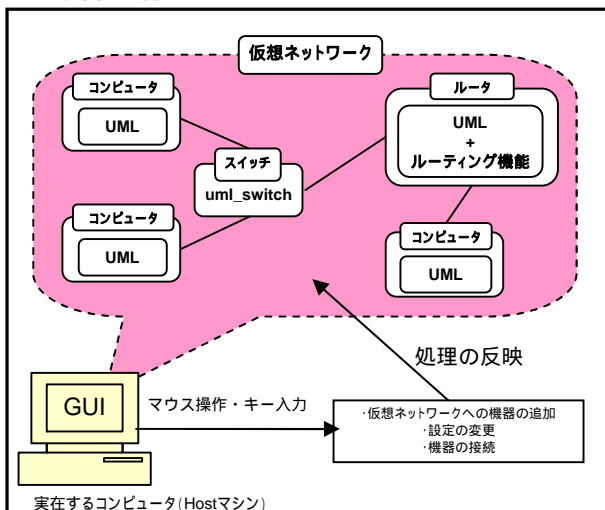 仮想ネットワーク
コンピュータ
UML
ルータ
UML
+
ルーティング機能
スイッチ
uml_switch
コンピュータ
UML
コンピュータ
UML
処理の反映
GUI
マウス操作・キー入力
・仮想ネットワークへの機器の追加
・設定の変更
・機器の接続
実在するコンピュータ(Hostマシン)